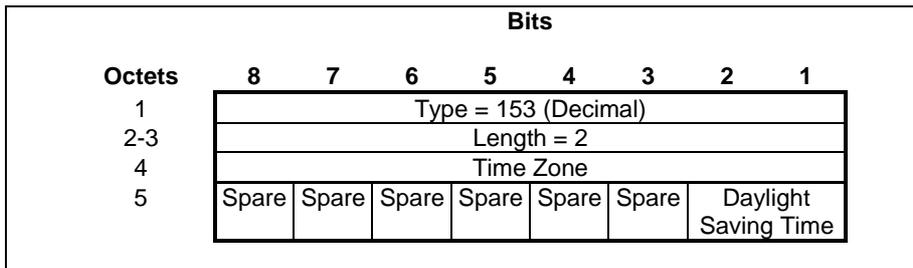 Bits
Octets 8 7 6 5 4 3 2 1
1 Type = 153 (Decimal)
2-3 Length = 2
4 Time Zone
5 Spare Spare Spare Spare Spare Spare Daylight
Saving Time